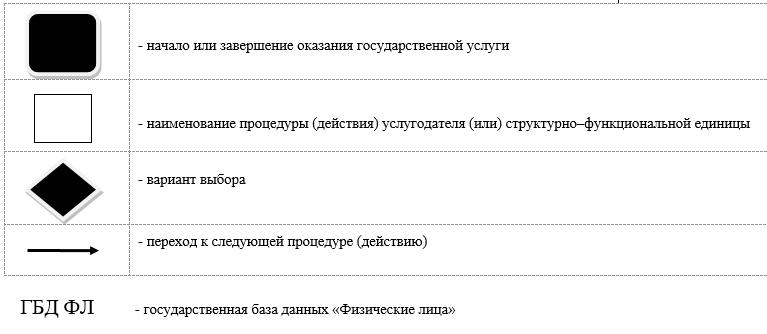 - начало или завершение оказания государственной услуги
- наименование процедуры (действия) услугодателя (или) структурно–функциональной единицы
- вариант выбора
- переход к следующей процедуре (действию)
ГБД ФЛ - государственная база данных «Физические лица»